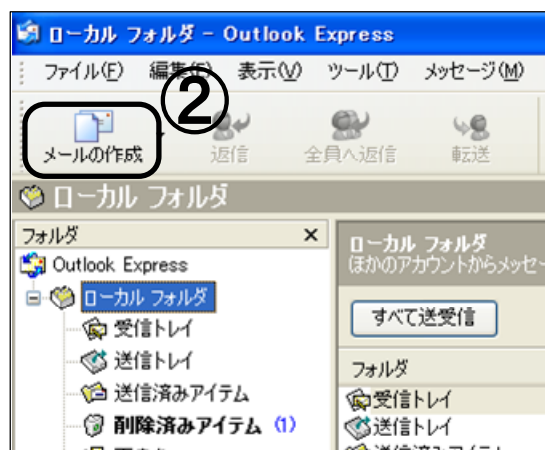 ローカル フォルダ - Outlook Express
ファイル(F) 編集(E) 表示(V) ツール(T) メッセージ(M)
②
メールの作成 返信 全員へ返信 転送
ローカル フォルダ
フォルダ ×
Outlook Express
ローカル フォルダ
受信トレイ
送信トレイ
送信済みアイテム
削除済みアイテム (1)
ローカル フォルダ
ほかのアカウントからメッセー
すべて送受信
フォルダ
受信トレイ
送信トレイ